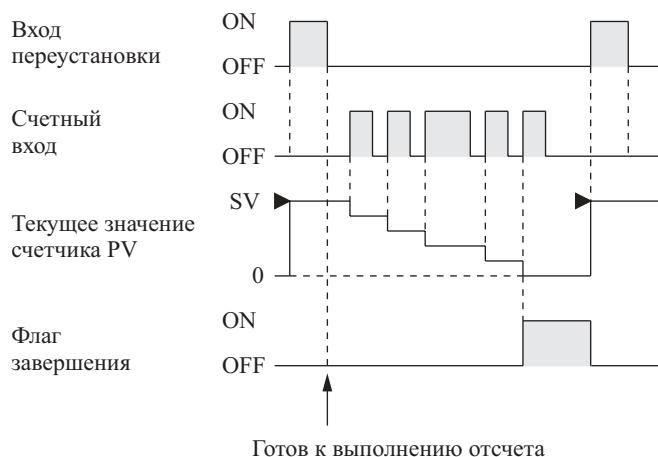 Вход
переустановки
ON
OFF
Счетный
вход
ON
OFF
Текущее значение
счетчика PV
SV
0
Флаг
завершения
ON
OFF
Готов к выполнению отсчета